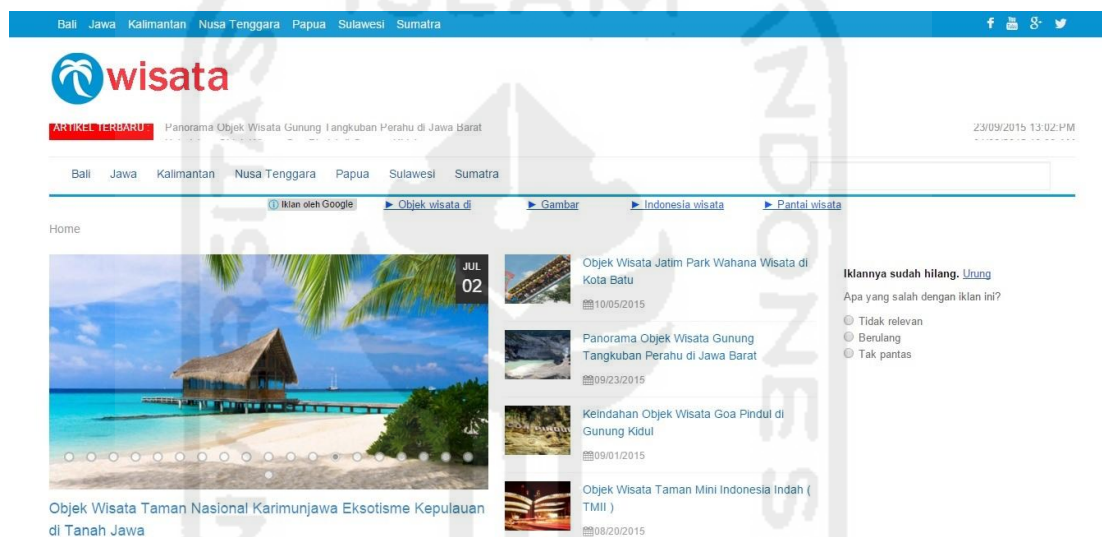 Bali Jawa Kalimantan Nusa Tenggara Papua Sulawesi Sumatra
wisata
ARTIKEL TERBARU : Panorama Objek Wisata Gunung Tangkuban Perahu di Jawa Barat 23/09/2015 13:02:PM
Bali Jawa Kalimantan Nusa Tenggara Papua Sulawesi Sumatra
Iklan oleh Google ► Objek wisata di ► Gambar ► Indonesia wisata ► Pantai wisata
Home
JUL
02
Objek Wisata Taman Nasional Karimunjawa Eksotisme Kepulauan
di Tanah Jawa
Objek Wisata Jatim Park Wahana Wisata di
Kota Batu
10/05/2015
Panorama Objek Wisata Gunung
Tangkuban Perahu di Jawa Barat
09/23/2015
Keindahan Objek Wisata Goa Pindul di
Gunung Kidul
09/01/2015
Objek Wisata Taman Mini Indonesia Indah (
TMII )
08/20/2015
Iklannya sudah hilang. Urung
Apa yang salah dengan iklan ini?
Tidak relevan
Berulang
Tak pantas